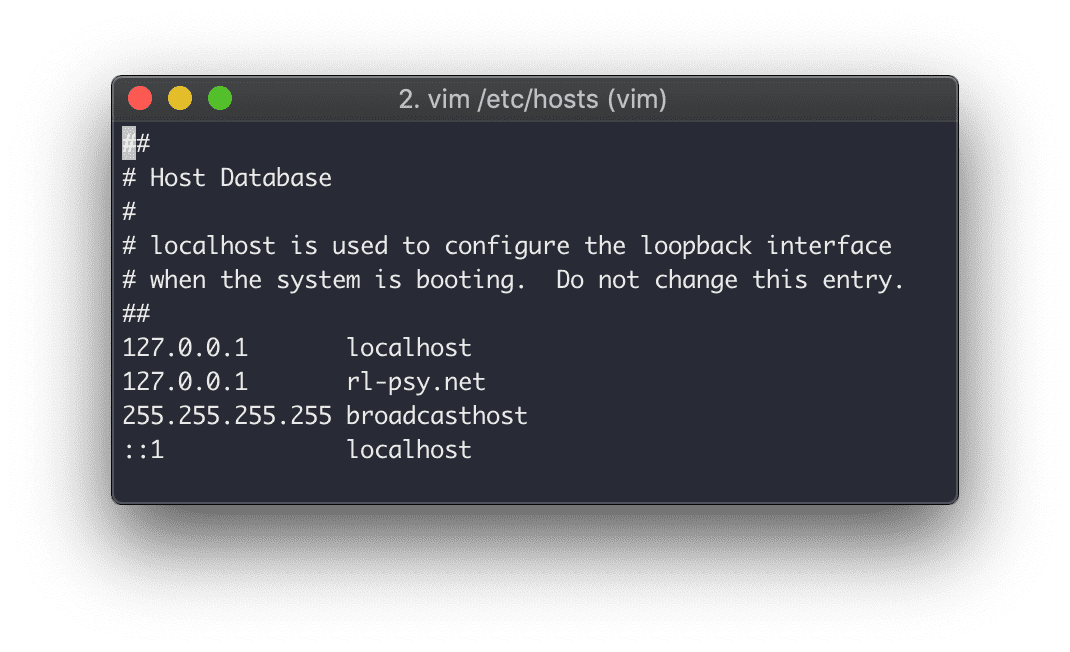 2. vim /etc/hosts (vim)
##
# Host Database
#
# localhost is used to configure the loopback interface
# when the system is booting.  Do not change this entry.
##
127.0.0.1       localhost
127.0.0.1       rl-psy.net
255.255.255.255 broadcasthost
::1             localhost